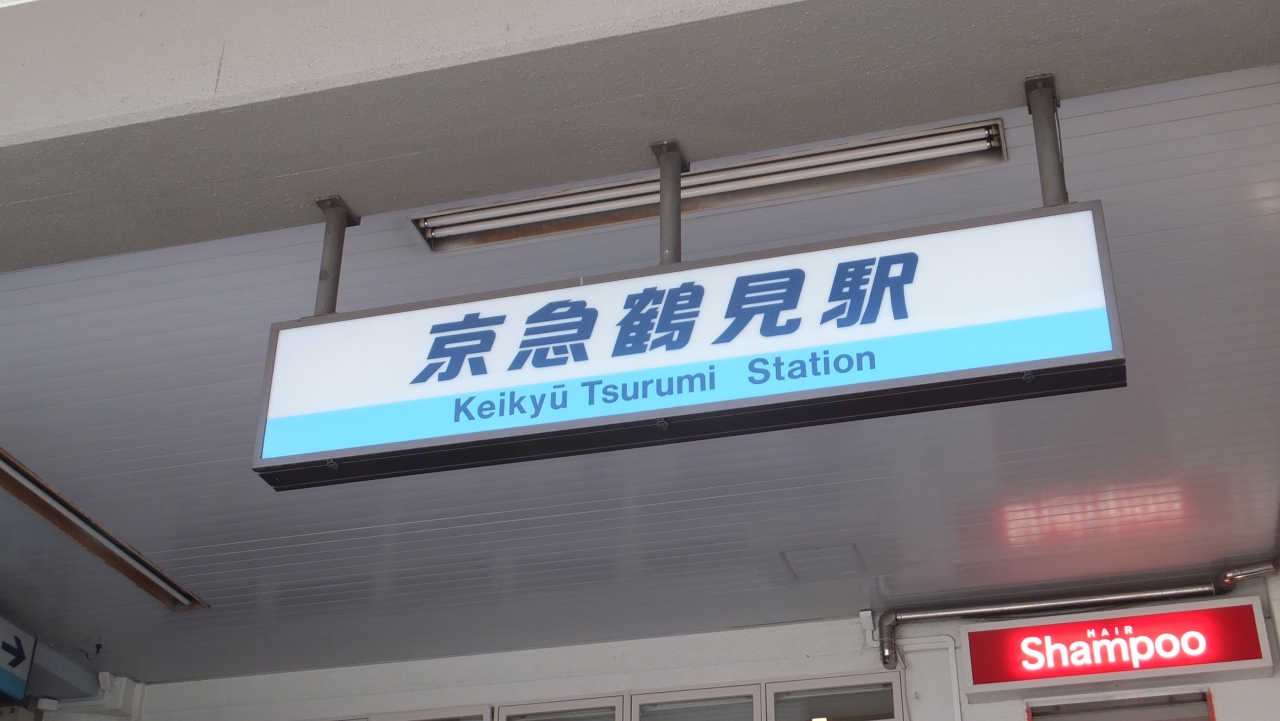 京急鶴見駅
Keikyū Tsurumi Station
HAIR
Shampoo